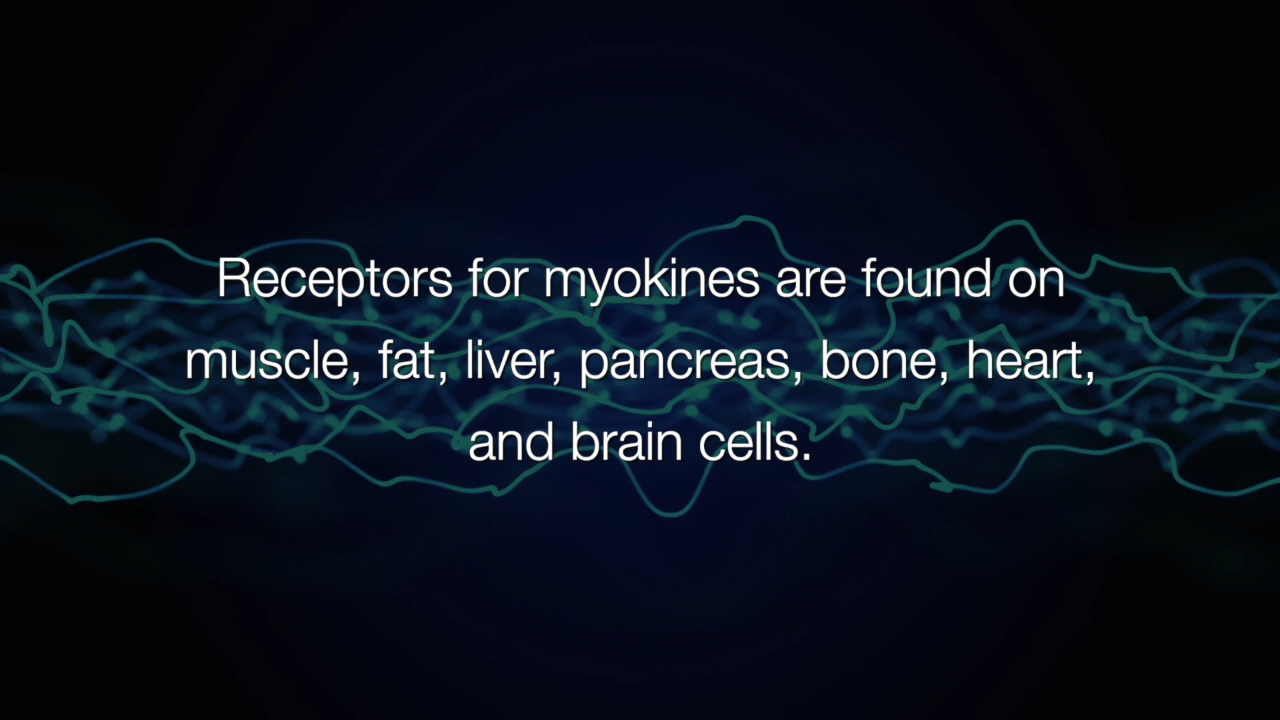 Receptors for myokines are found on
muscle, fat, liver, pancreas, bone, heart,
and brain cells.